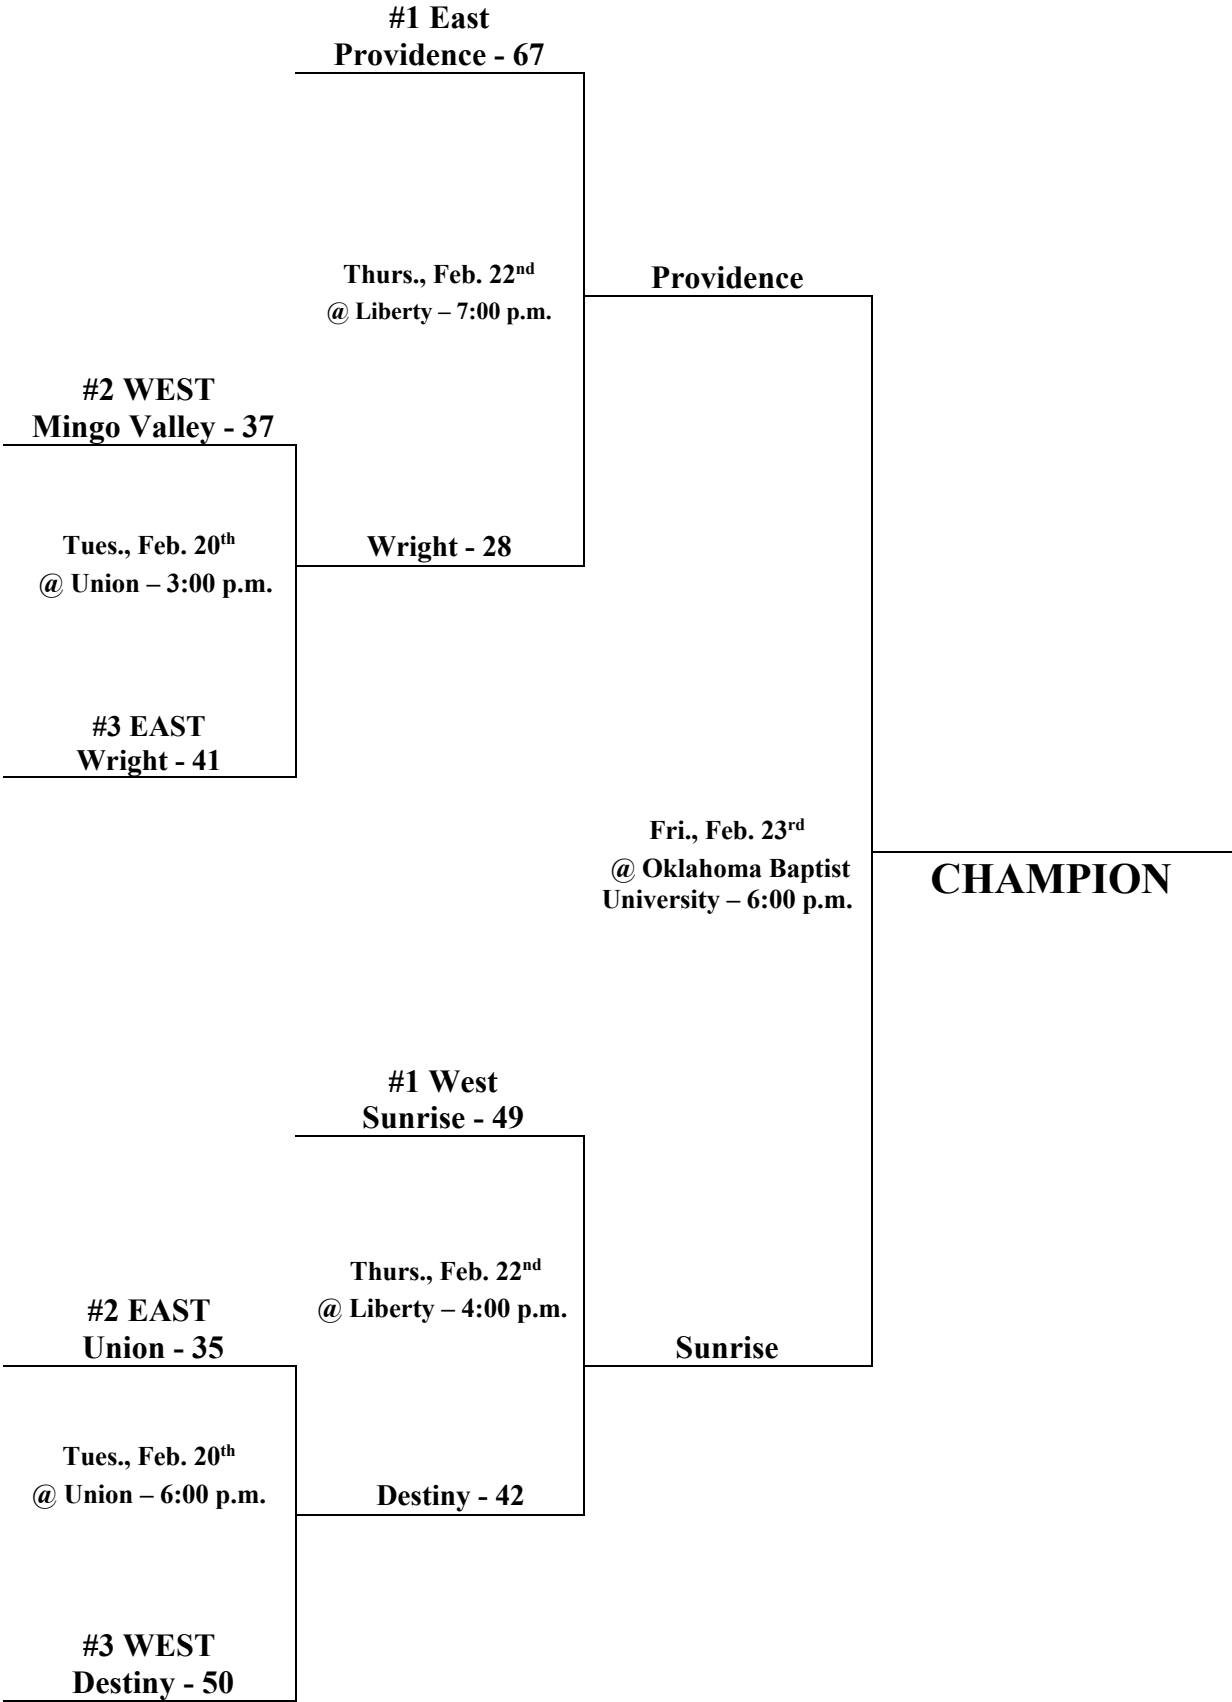 #1 East
Providence - 67
Thurs., Feb. 22nd
@ Liberty – 7:00 p.m.
Providence
#2 WEST
Mingo Valley - 37
Tues., Feb. 20th
@ Union – 3:00 p.m.
Wright - 28
#3 EAST
Wright - 41
Fri., Feb. 23rd
@ Oklahoma Baptist
University – 6:00 p.m.
CHAMPION
#1 West
Sunrise - 49
Thurs., Feb. 22nd
@ Liberty – 4:00 p.m.
#2 EAST
Union - 35
Sunrise
Tues., Feb. 20th
@ Union – 6:00 p.m.
Destiny - 42
#3 WEST
Destiny - 50